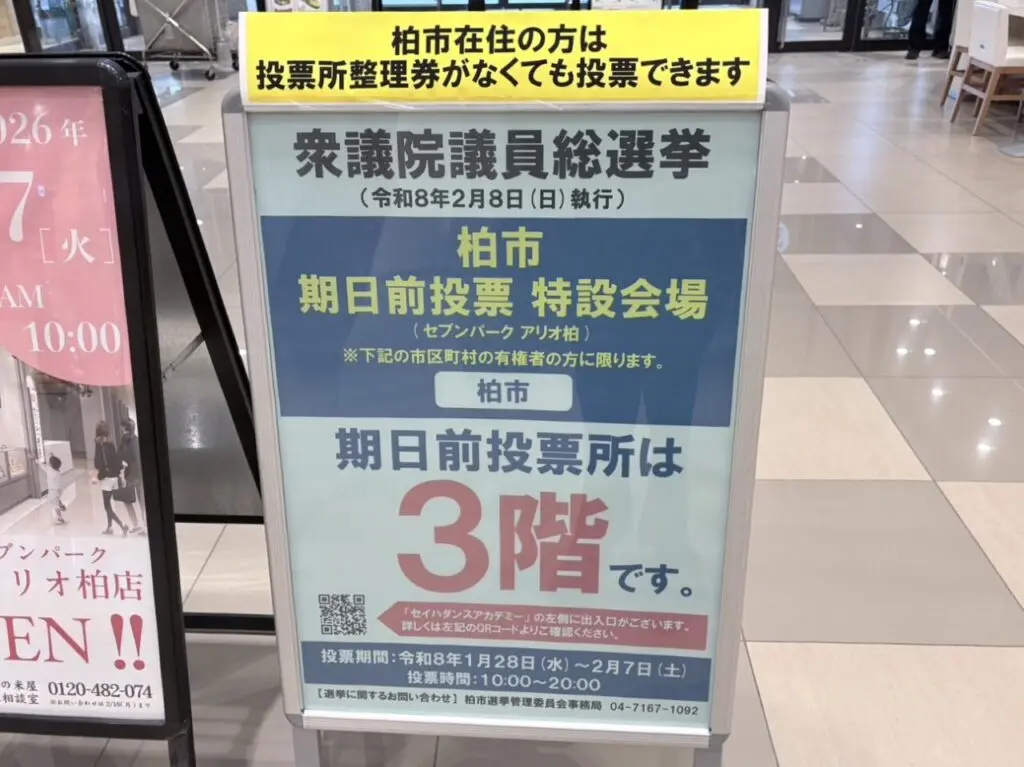 柏市在住の方は
投票所整理券がなくても投票できます
衆議院議員総選挙
(令和8年2月8日(日)執行)
柏市
期日前投票 特設会場
(セブンパーク アリオ柏)
※下記の市区町村の有権者の方に限ります。
柏市
期日前投票所は
3階です。
「セイハダンスアカデミー」の左側に出入口がございます。
詳しくは左記のQRコードよりご確認ください。
投票期間:令和8年1月28日(水)~2月7日(土)
投票時間:10:00~20:00
【選挙に関するお問い合わせ】柏市選挙管理委員会事務局 04-7167-1092
026年
7
[火]
AM
10:00
ブンパーク
リオ柏店
EN!!
の米屋
相談室
0120-482-074